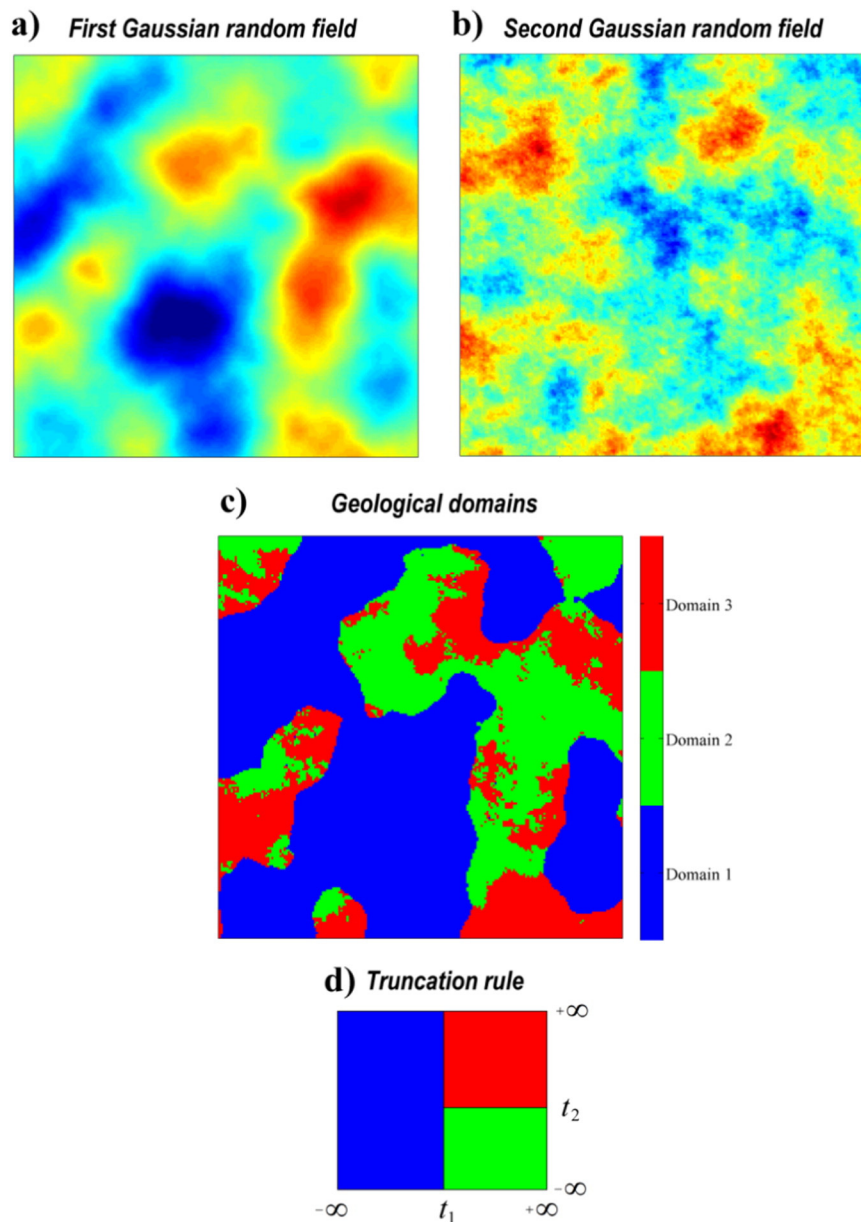 a) First Gaussian random field
b) Second Gaussian random field
c) Geological domains
Domain 3
Domain 2
Domain 1
d) Truncation rule
+∞
t2
-∞
-∞ t1 +∞